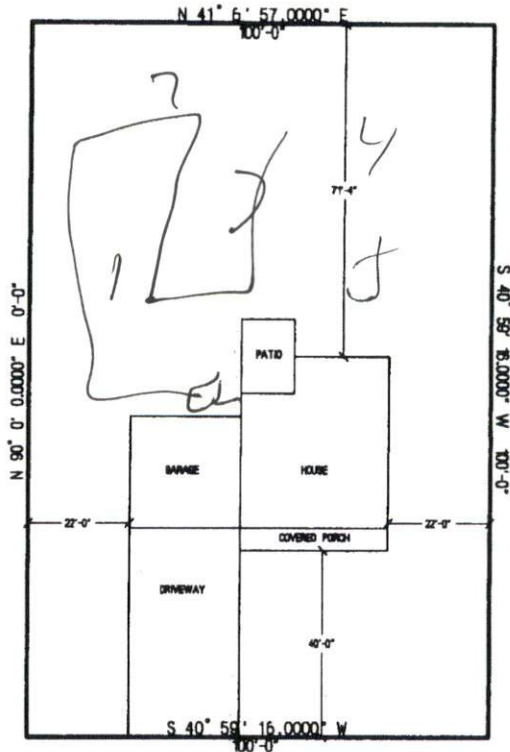 N 41° 6' 57.0000" E
100'-0"
71'-4"
N 90° 0' 0.0000" E 0'-0"
S 40° 59' 16.0000" W 100'-0"
PATIO
GARAGE
HOUSE
22'-0"
22'-0"
COVERED PORCH
DRIVEWAY
40'-0"
S 40° 59' 16.0000" W
100'-0"